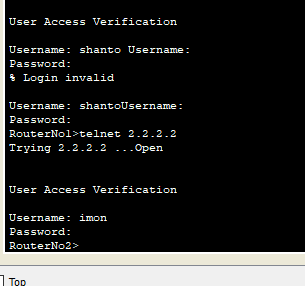 User Access Verification
Username: shanto Username:
Password:
% Login invalid
Username: shantoUsername:
Password:
RouterNo1>telnet 2.2.2.2
Trying 2.2.2.2 ...Open
User Access Verification
Username: imon
Password:
RouterNo2>
Top